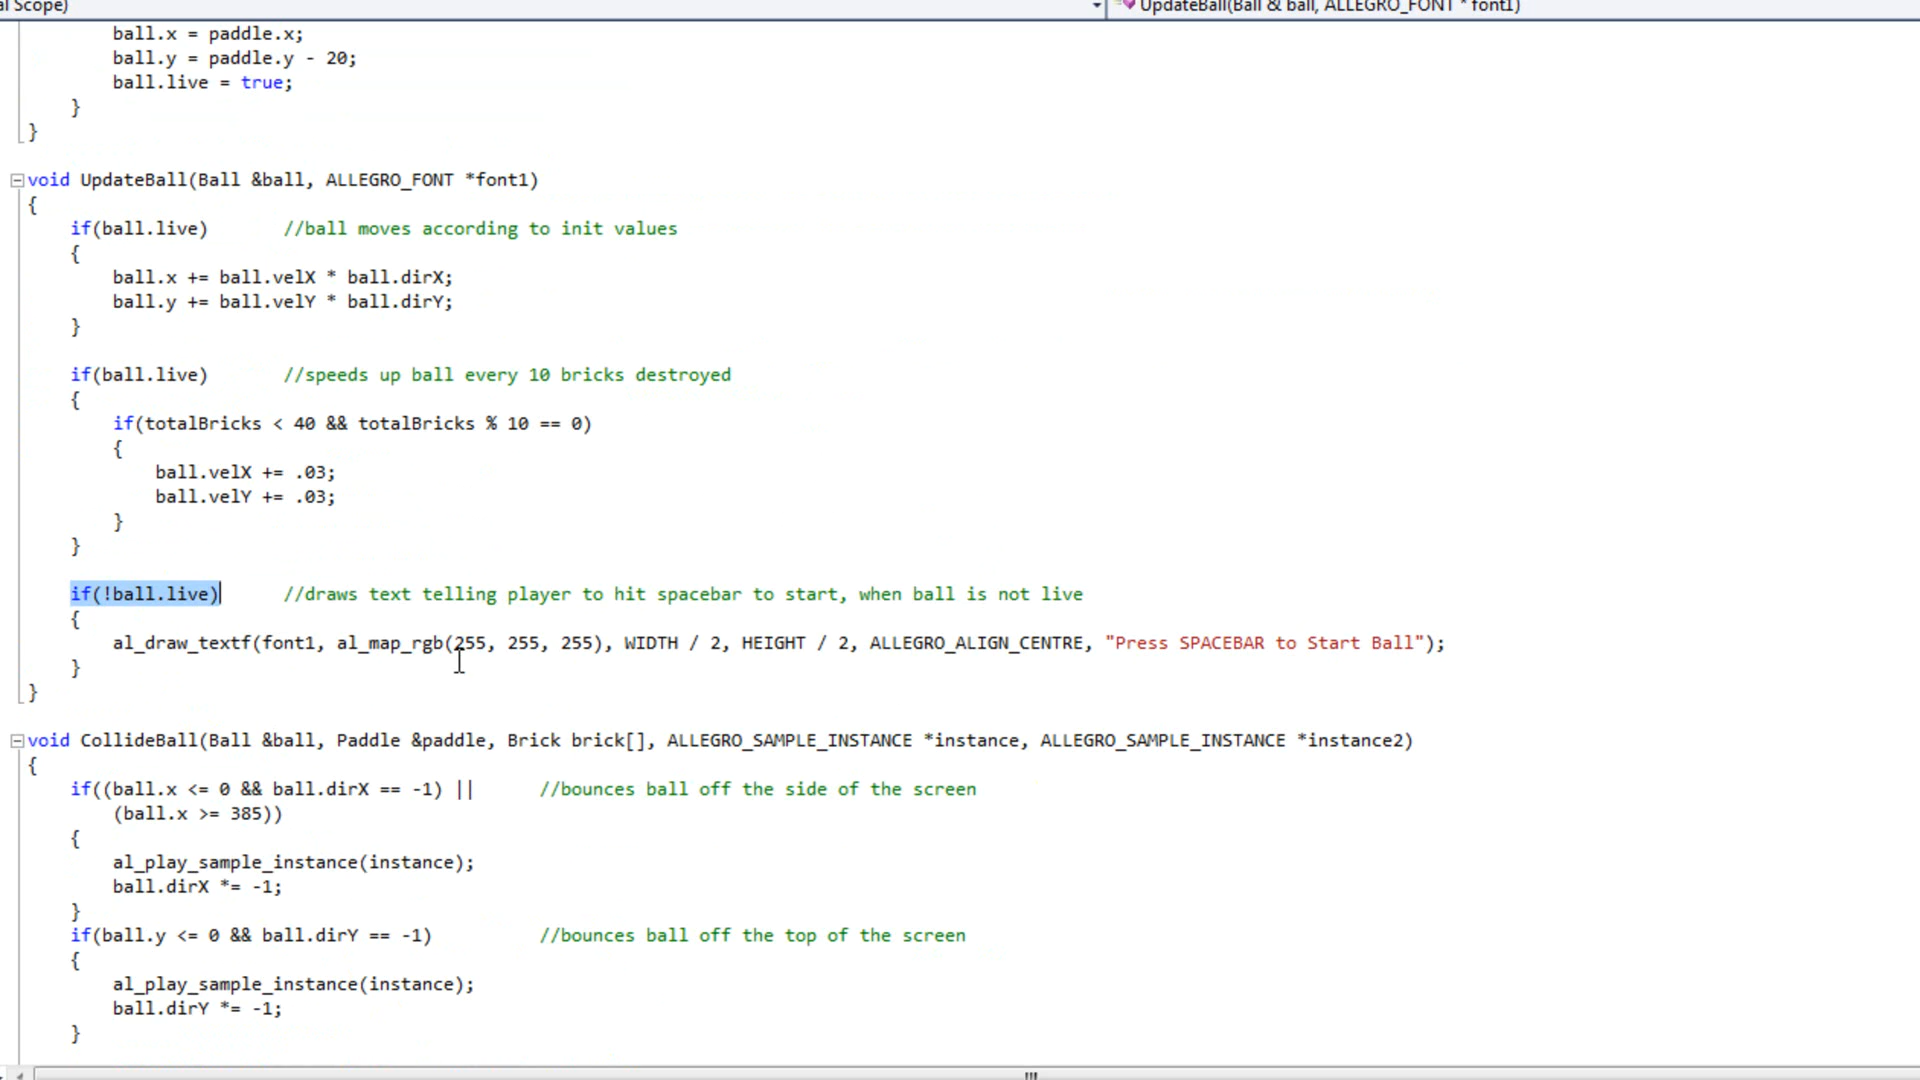 al Scope)
UpdateBall(Ball & ball, ALLEGRO_FONT * font1)
ball.x = paddle.x;
ball.y = paddle.y - 20;
ball.live = true;
}
}
void UpdateBall(Ball &ball, ALLEGRO_FONT *font1)
{
if(ball.live) //ball moves according to init values
{
ball.x += ball.velX * ball.dirX;
ball.y += ball.velY * ball.dirY;
}
if(ball.live) //speeds up ball every 10 bricks destroyed
{
if(totalBricks < 40 && totalBricks % 10 == 0)
{
ball.velX += .03;
ball.velY += .03;
}
}
if(!ball.live) //draws text telling player to hit spacebar to start, when ball is not live
{
al_draw_textf(font1, al_map_rgb(255, 255, 255), WIDTH / 2, HEIGHT / 2, ALLEGRO_ALIGN_CENTRE, "Press SPACEBAR to Start Ball");
}
}
void CollideBall(Ball &ball, Paddle &paddle, Brick brick[], ALLEGRO_SAMPLE_INSTANCE *instance, ALLEGRO_SAMPLE_INSTANCE *instance2)
{
if((ball.x <= 0 && ball.dirX == -1) || //bounces ball off the side of the screen
(ball.x >= 385))
{
al_play_sample_instance(instance);
ball.dirX *= -1;
}
if(ball.y <= 0 && ball.dirY == -1) //bounces ball off the top of the screen
{
al_play_sample_instance(instance);
ball.dirY *= -1;
}